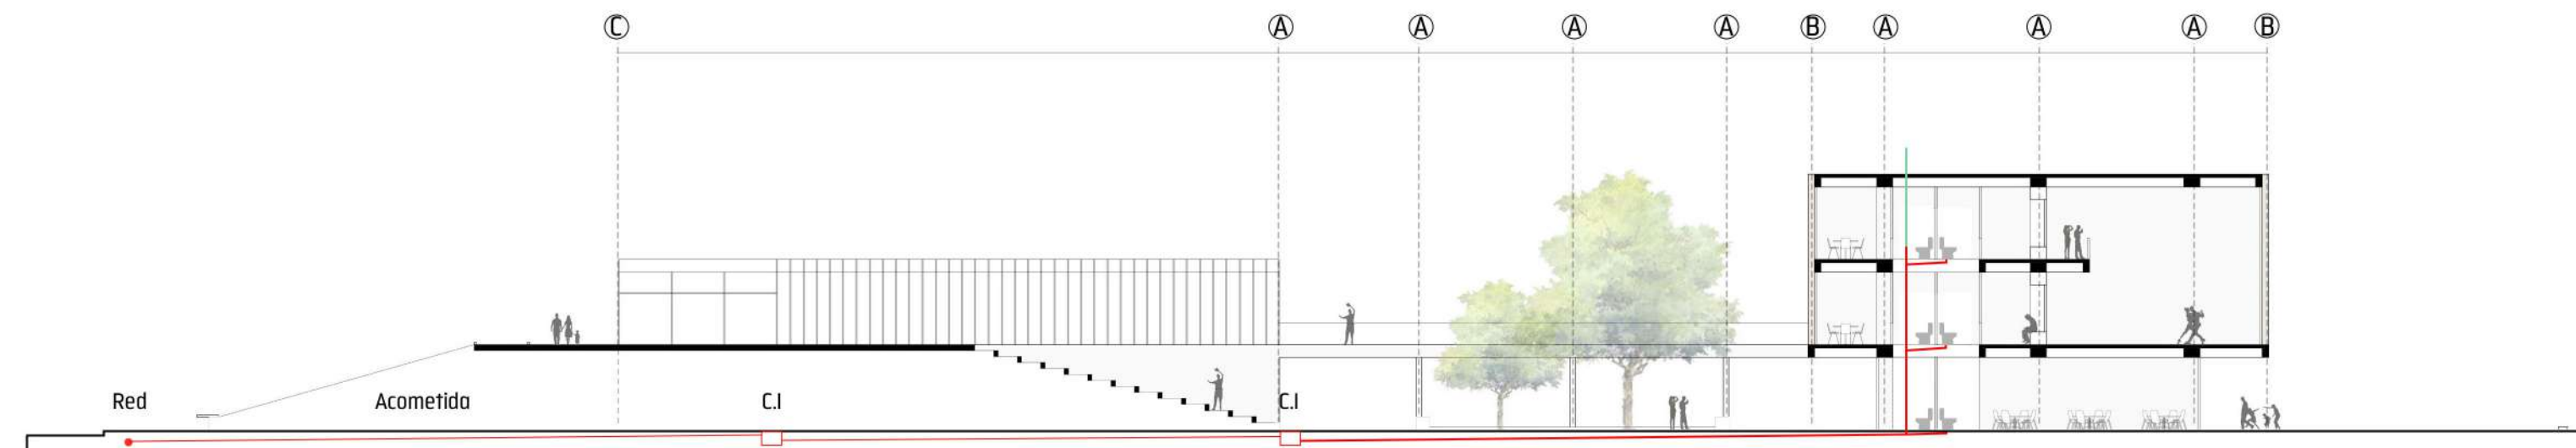 C A A A A B A A A B
Red Acometida C.I C.I